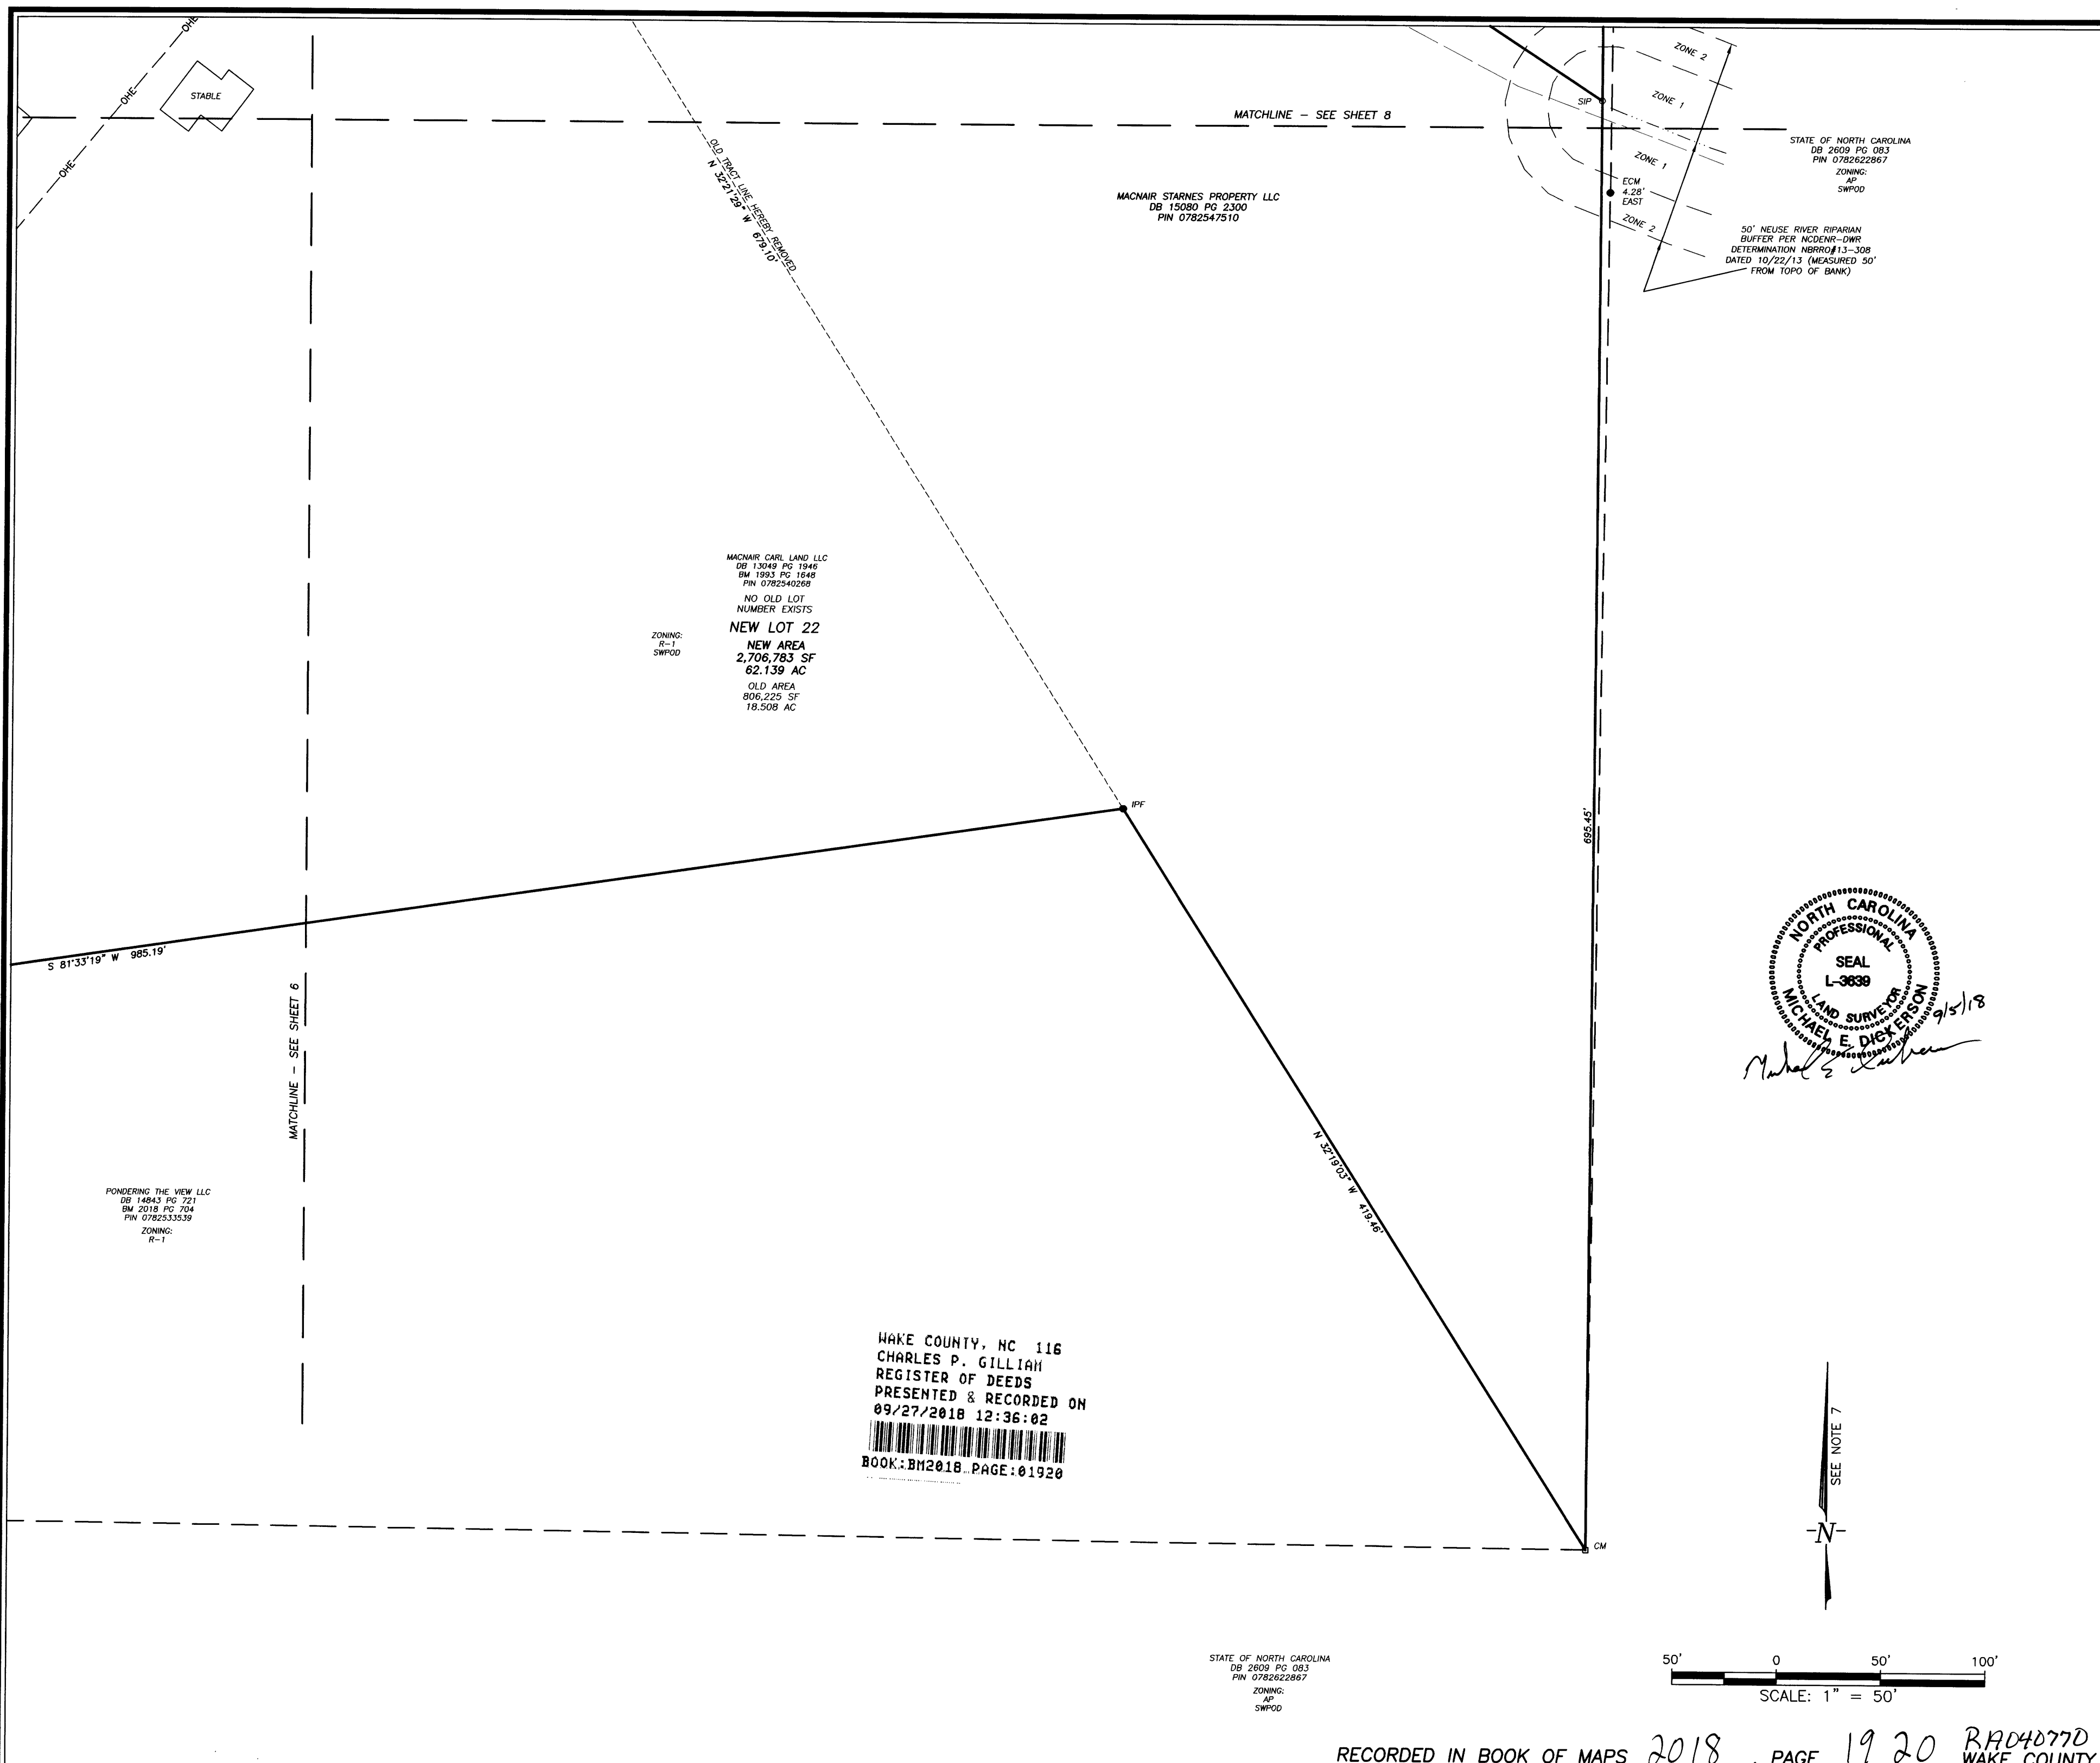 OHE
STABLE
OHE
OHE
MATCHLINE – SEE SHEET 8
SIP
ZONE 2
ZONE 1
ZONE 1
ZONE 2
ECM
4.28'
EAST
STATE OF NORTH CAROLINA
DB 2609 PG 083
PIN 0782622867
ZONING:
AP
SWPOD
50' NEUSE RIVER RIPARIAN
BUFFER PER NCDENR–DWR
DETERMINATION NBRRO#13–308
DATED 10/22/13 (MEASURED 50'
FROM TOPO OF BANK)
OLD TRACT LINE HEREBY REMOVED
N 32°21'29" W 679.10'
MACNAIR STARNES PROPERTY LLC
DB 15080 PG 2300
PIN 0782547510
MACNAIR CARL LAND LLC
DB 13049 PG 1946
BM 1993 PG 1648
PIN 0782540268
NO OLD LOT
NUMBER EXISTS
NEW LOT 22
NEW AREA
2,706,783 SF
62.139 AC
OLD AREA
806,225 SF
18.508 AC
ZONING:
R–1
SWPOD
IPF
695.45'
S 81°33'19" W 985.19'
MATCHLINE – SEE SHEET 6
N 32°19'03" W 419.46'
NORTH CAROLINA
PROFESSIONAL
SEAL
L–3639
LAND SURVEYOR
MICHAEL E. DICKERSON
9/5/18
PONDERING THE VIEW LLC
DB 14843 PG 721
BM 2018 PG 704
PIN 0782533539
ZONING:
R–1
WAKE COUNTY, NC 116
CHARLES P. GILLIAM
REGISTER OF DEEDS
PRESENTED & RECORDED ON
09/27/2018 12:36:02
BOOK:BM2018 PAGE:01920
CM
SEE NOTE 7
-N-
STATE OF NORTH CAROLINA
DB 2609 PG 083
PIN 0782622867
ZONING:
AP
SWPOD
50' 0 50' 100'
SCALE: 1" = 50'
RECORDED IN BOOK OF MAPS 2018 , PAGE 1920
WAKE COUNTY